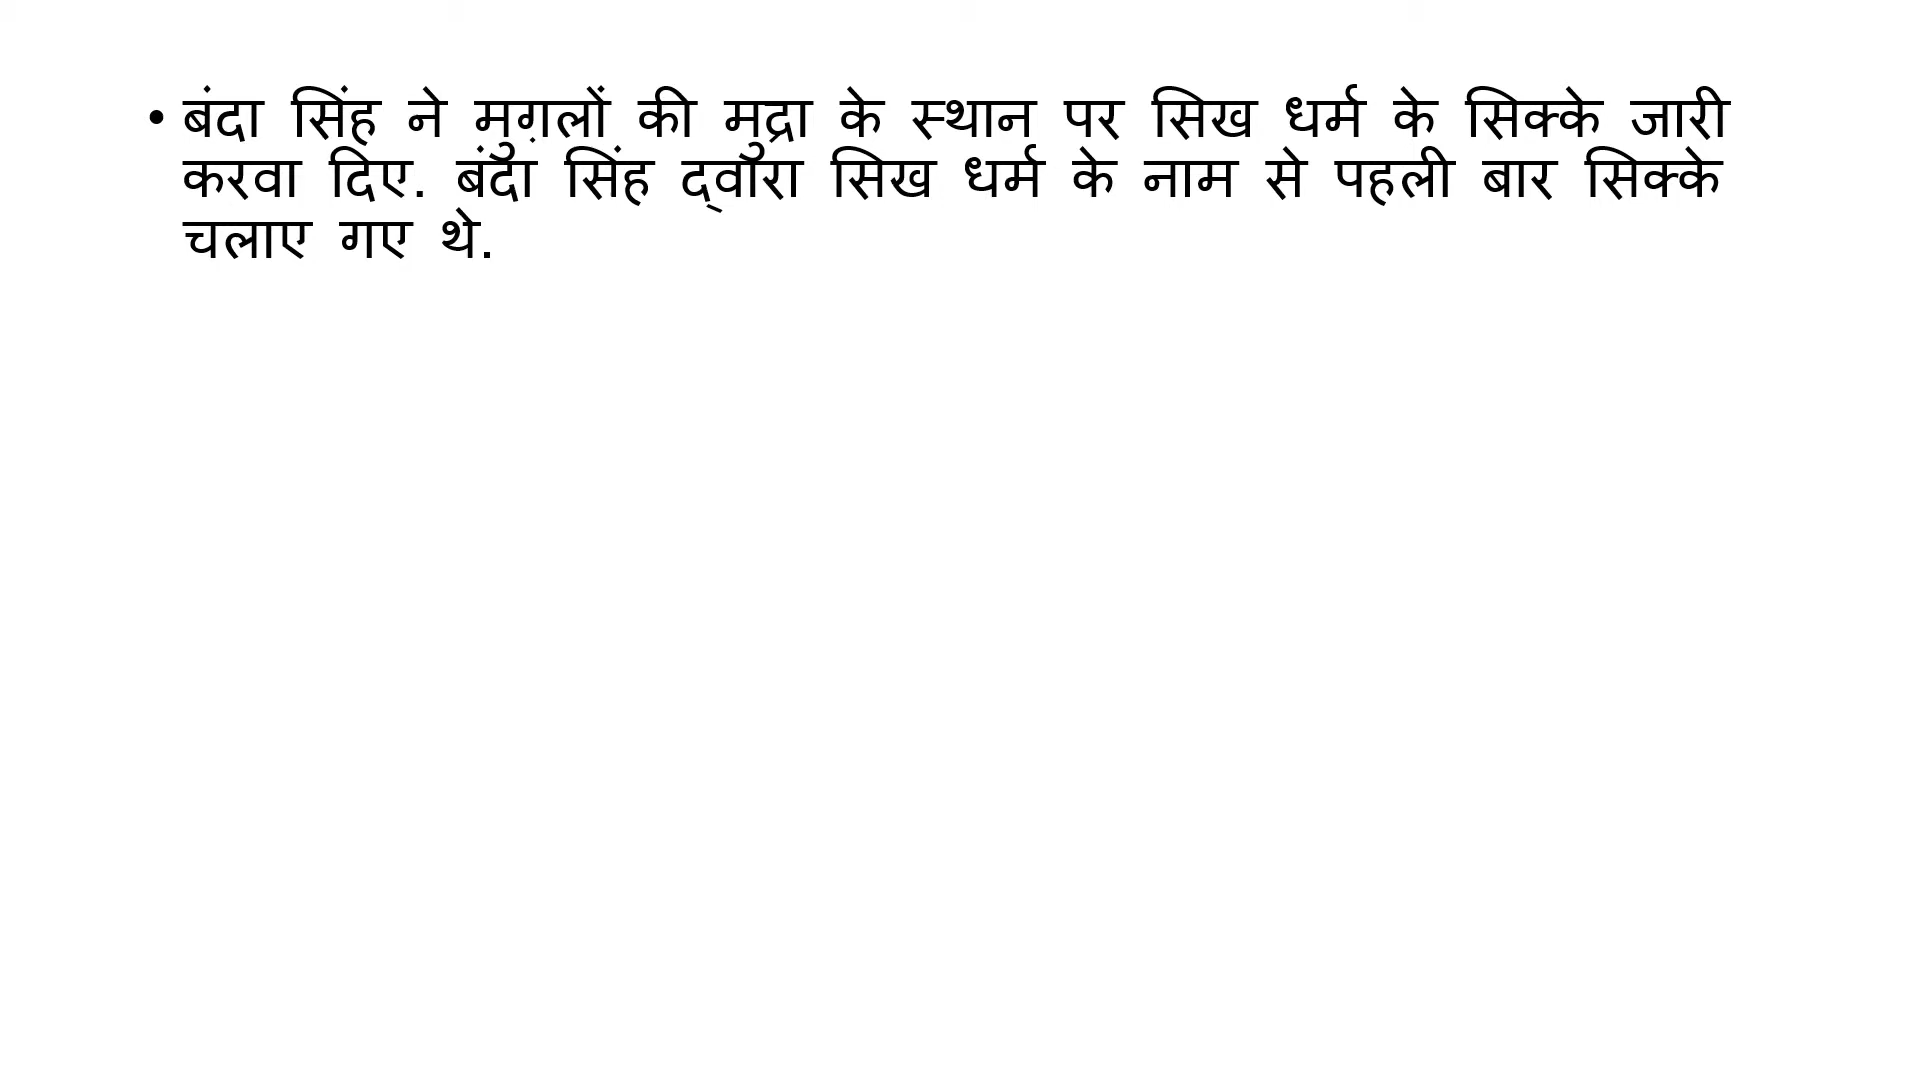 • बंदा सिंह ने मुग़लों की मुद्रा के स्थान पर सिख धर्म के सिक्के जारी
करवा दिए. बंदा सिंह द्वारा सिख धर्म के नाम से पहली बार सिक्के
चलाए गए थे.